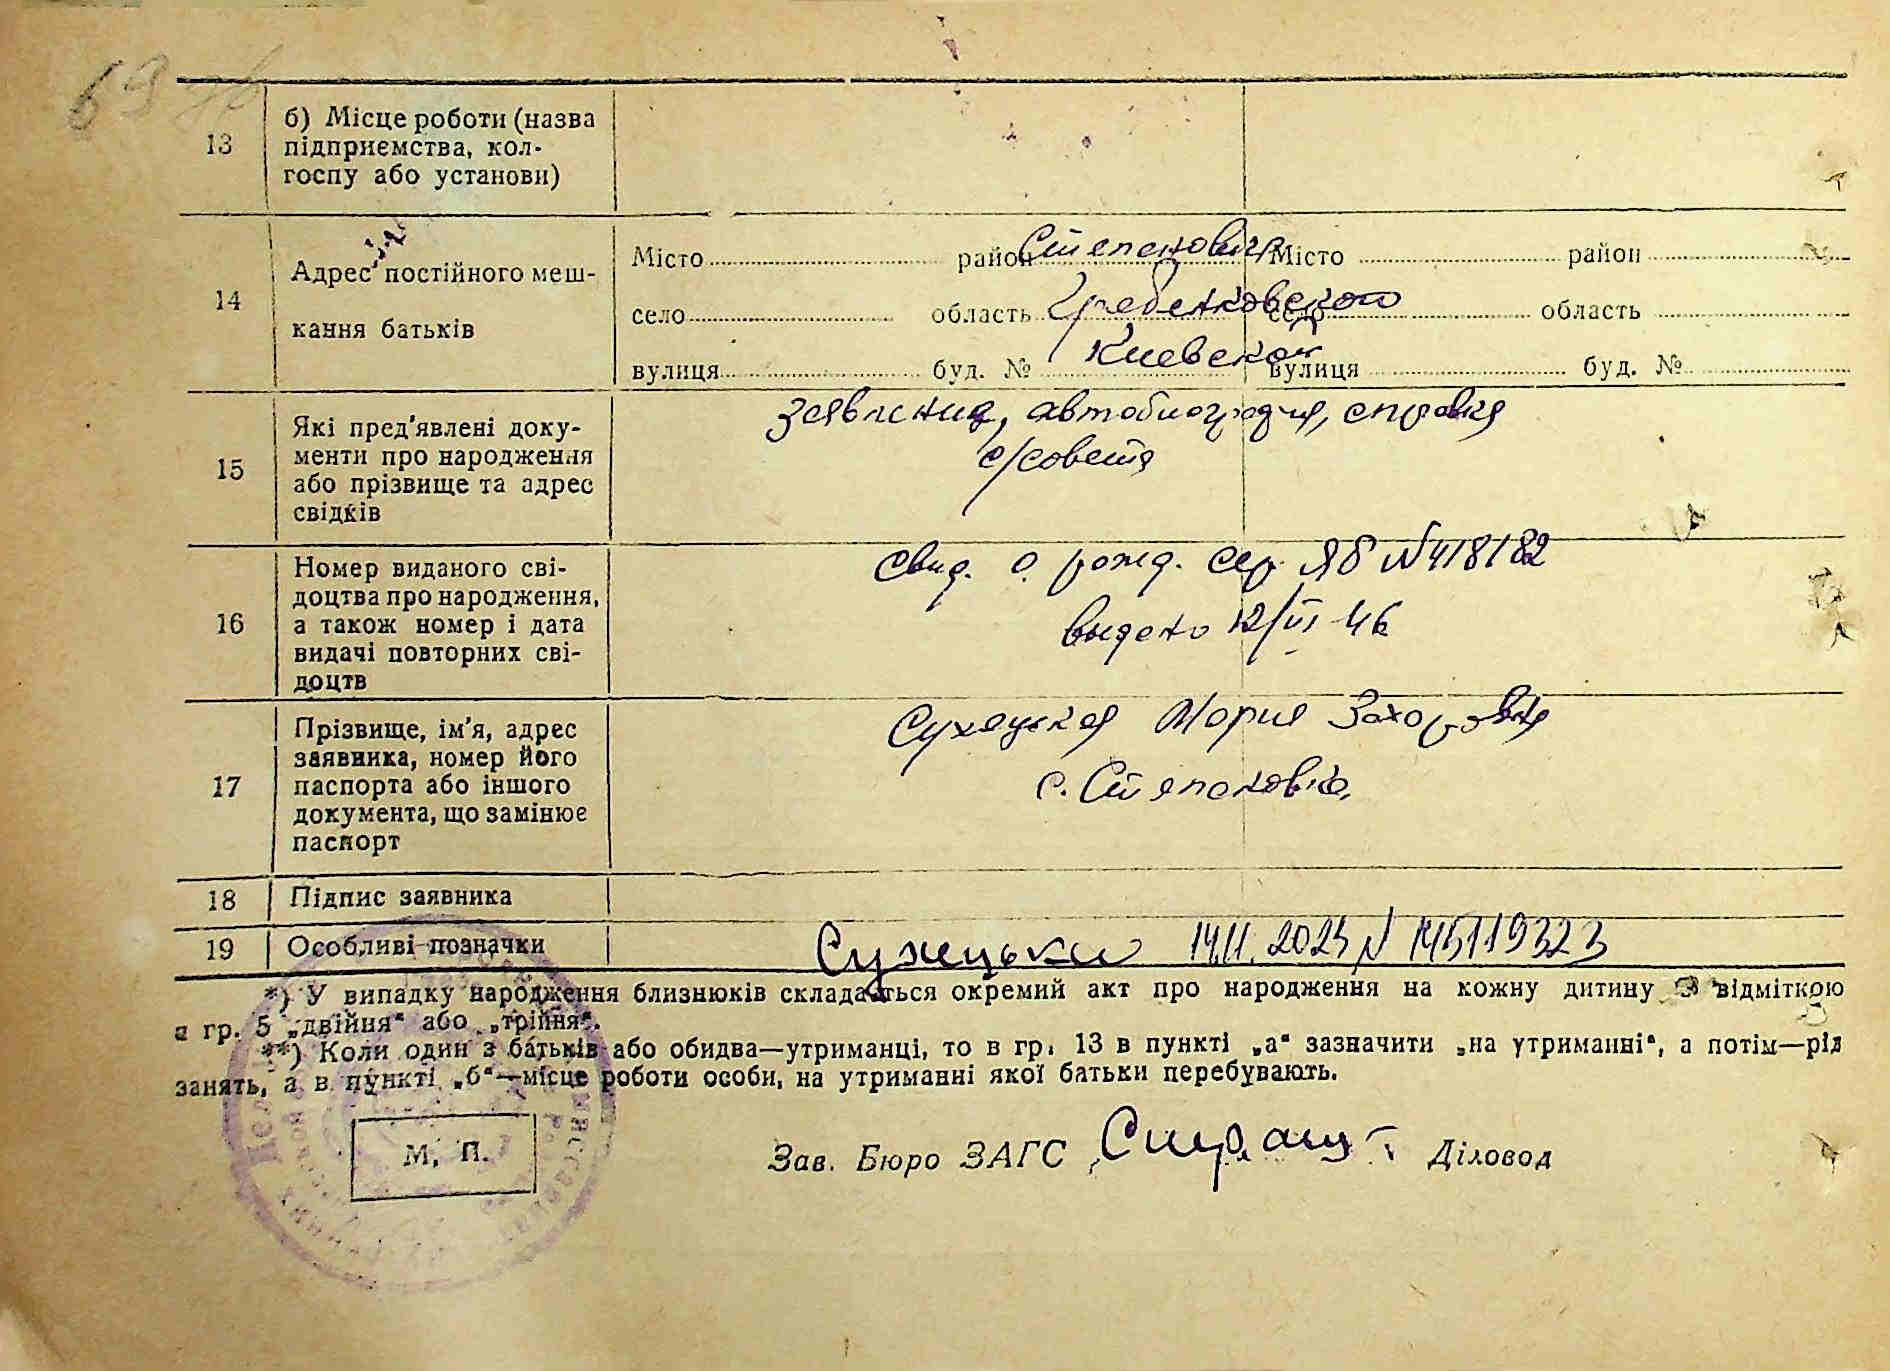 63
13
б) Місце роботи (назва
підприємства, кол-
госпу або установи)
14
Адрес постійного меш-
кання батьків
Місто район Степановка Місто район
село область Гребенковского село область
вулиця буд. № Киевской вулиця буд. №
15
Які пред'явлені доку-
менти про народження
або прізвище та адрес
свідків
заявление, автобиография, справка
с/совета
16
Номер виданого сві-
доцтва про народження,
а також номер і дата
видачі повторних сві-
доцтв
Свид. о рожд. сер. ЯБ №418182
выдано 12/VI 46
17
Прізвище, ім'я, адрес
заявника, номер його
паспорта або іншого
документа, що замінює
паспорт
Мария Захаровна
с. Степановка
18 Підпис заявника
19 Особливі позначки
14.11.2023 N 145119323
*) У випадку народження близнюків складається окремий акт про народження на кожну дитину з відміткою
в гр. 5 „двійня“ або „трійня“.
**) Коли один з батьків або обидва—утриманці, то в гр. 13 в пункті „а“ зазначити „на утриманні“, а потім—рід
занять, а в пункті „б“—місце роботи особи, на утриманні якої батьки перебувають.
М. П.
Зав. Бюро ЗАГС Діловод